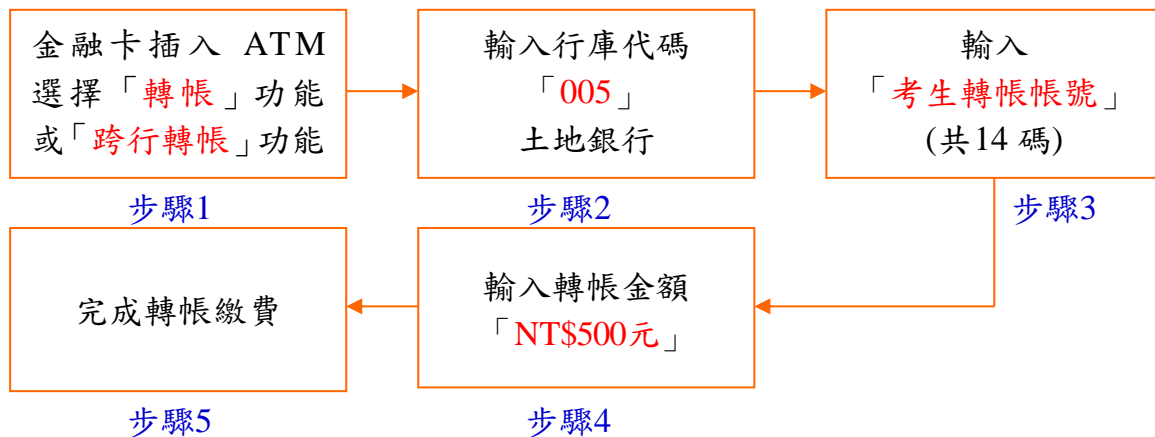 金融卡插入 ATM
選擇「轉帳」功能
或「跨行轉帳」功能
步驟1
輸入行庫代碼
「005」
土地銀行
步驟2
輸入
「考生轉帳帳號」
(共14 碼)
步驟3
輸入轉帳金額
「NT$500元」
步驟4
完成轉帳繳費
步驟5